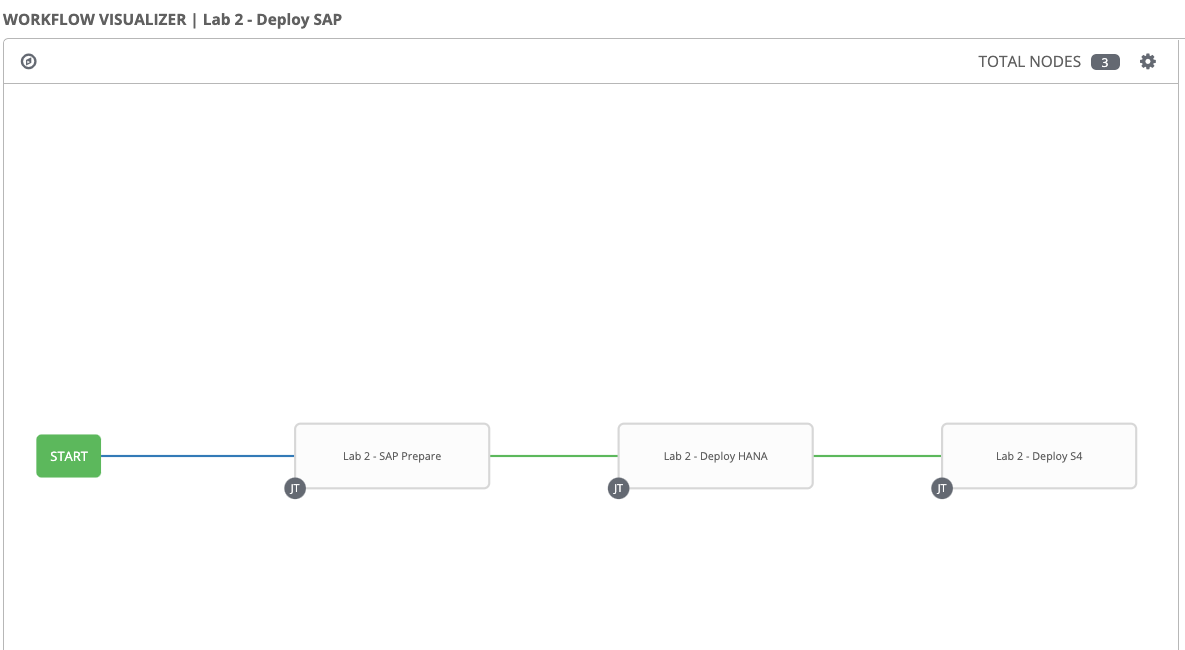 WORKFLOW VISUALIZER | Lab 2 - Deploy SAP
TOTAL NODES 3
START
Lab 2 - SAP Prepare
JT
Lab 2 - Deploy HANA
JT
Lab 2 - Deploy S4
JT